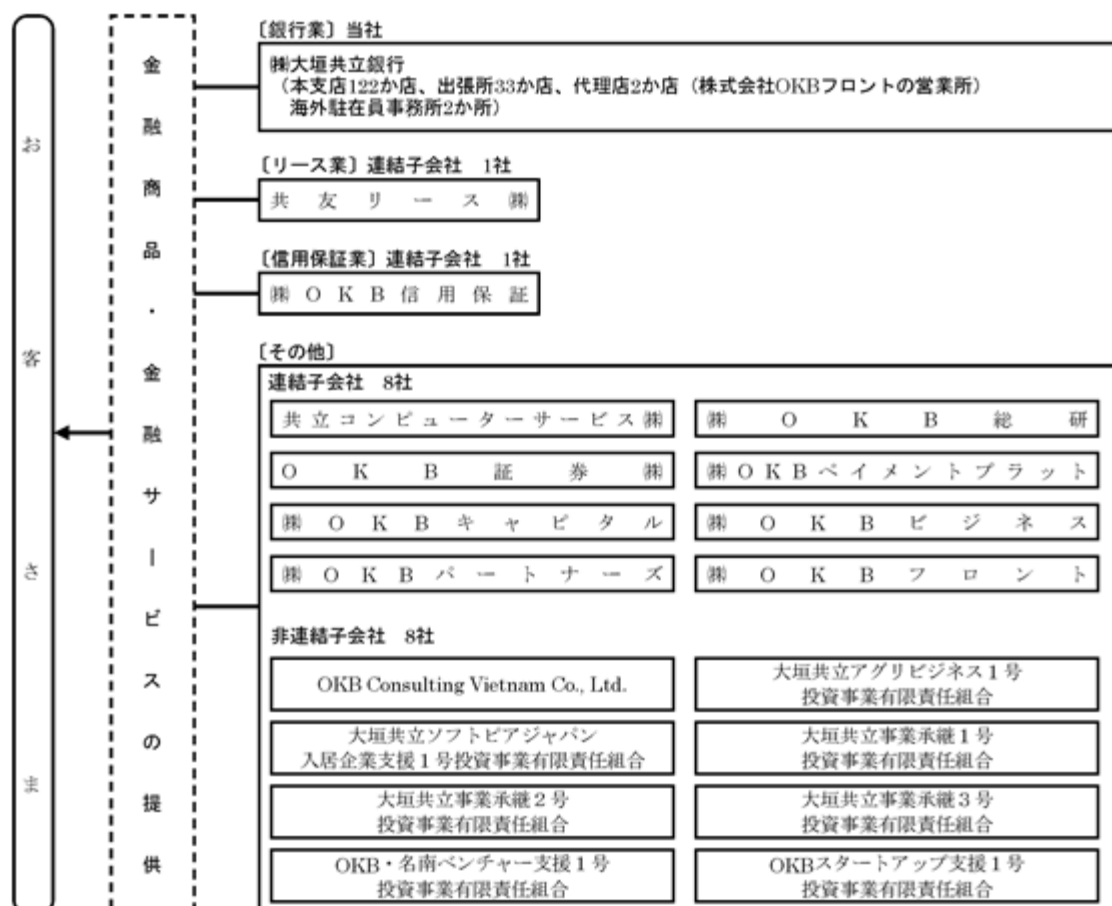 お客さま
金融商品・金融サービスの提供
〔銀行業〕当社
㈱大垣共立銀行
（本支店122か店、出張所33か店、代理店2か店（株式会社OKBフロントの営業所）
海外駐在員事務所2か所）
〔リース業〕連結子会社　1社
共友リース㈱
〔信用保証業〕連結子会社　1社
㈱OKB信用保証
〔その他〕
連結子会社　8社
共立コンピューターサービス㈱
㈱OKB総研
OKB証券㈱
㈱OKBペイメントプラット
㈱OKBキャピタル
㈱OKBビジネス
㈱OKBパートナーズ
㈱OKBフロント
非連結子会社　8社
OKB Consulting Vietnam Co., Ltd.
大垣共立アグリビジネス１号
投資事業有限責任組合
大垣共立ソフトピアジャパン
入居企業支援１号投資事業有限責任組合
大垣共立事業承継１号
投資事業有限責任組合
大垣共立事業承継２号
投資事業有限責任組合
大垣共立事業承継３号
投資事業有限責任組合
OKB・名南ベンチャー支援１号
投資事業有限責任組合
OKBスタートアップ支援１号
投資事業有限責任組合